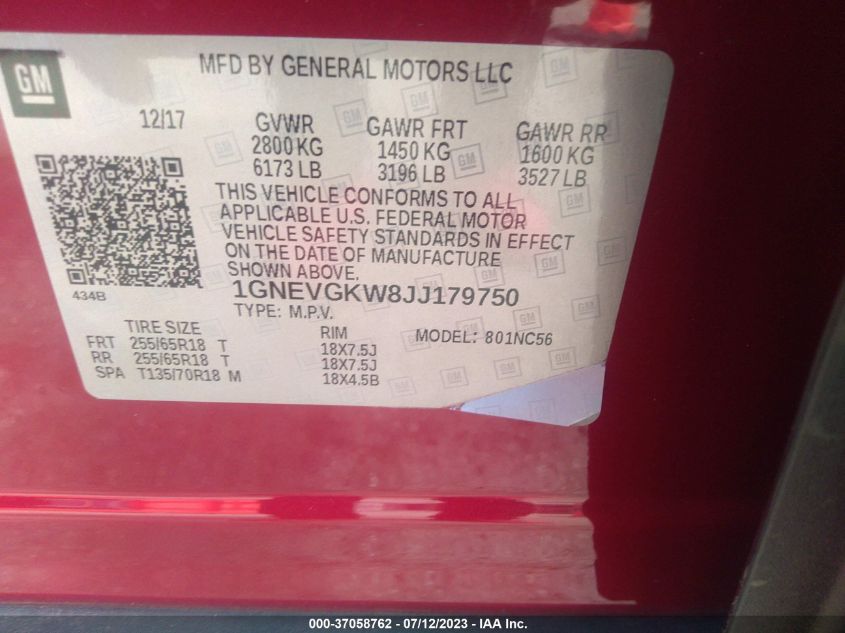 GM
MFD BY GENERAL MOTORS LLC
12/17 GVWR GAWR FRT GAWR RR
2800 KG 1450 KG 1600 KG
6173 LB 3196 LB 3527 LB
THIS VEHICLE CONFORMS TO ALL
APPLICABLE U.S. FEDERAL MOTOR
VEHICLE SAFETY STANDARDS IN EFFECT
ON THE DATE OF MANUFACTURE
SHOWN ABOVE.
434B
1GNEVGKW8JJ179750
TYPE: M.P.V.
TIRE SIZE RIM MODEL: 801NC56
FRT 255/65R18 T 18X7.5J
RR 255/65R18 T 18X7.5J
SPA T135/70R18 M 18X4.5B
000-37058762 - 07/12/2023 - IAA Inc.